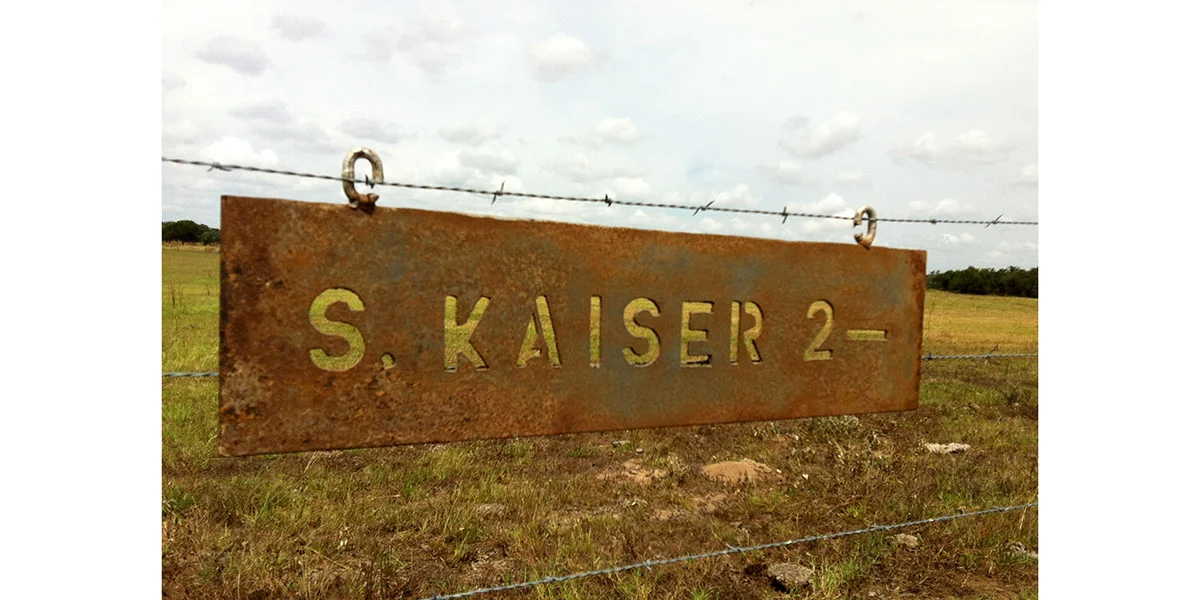 S. KAISER 2-